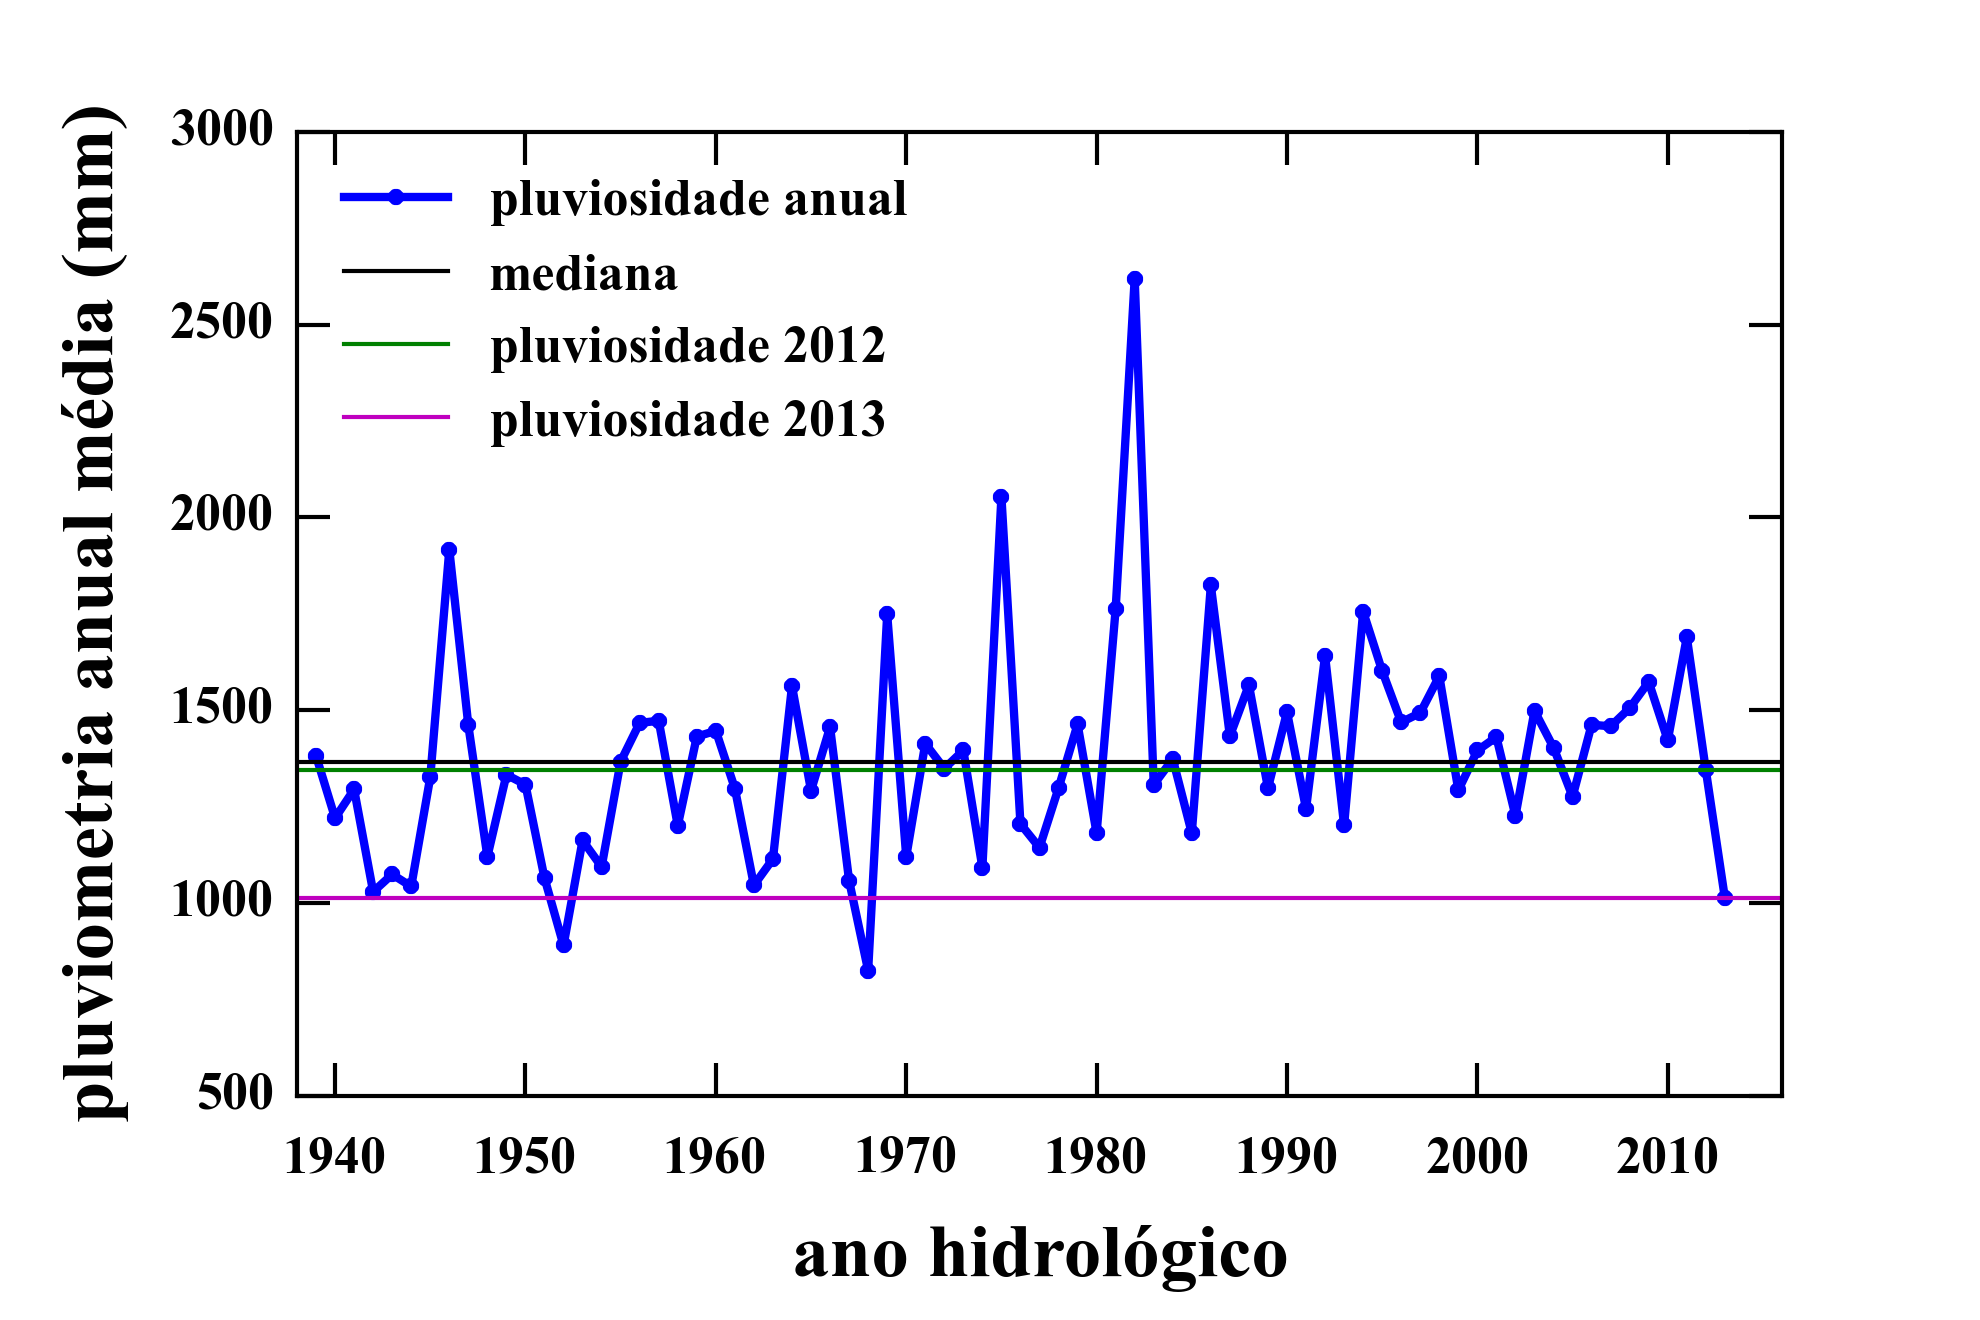 pluviometria anual média (mm)
3000
2500
2000
1500
1000
500
pluviosidade anual
mediana
pluviosidade 2012
pluviosidade 2013
1940 1950 1960 1970 1980 1990 2000 2010
ano hidrológico